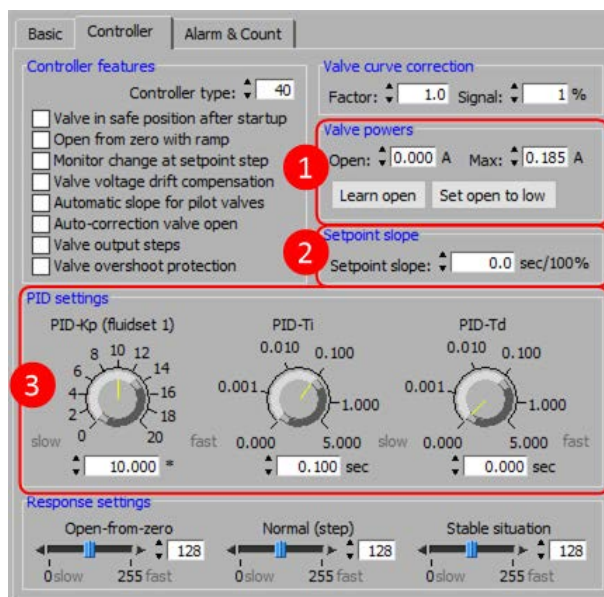 Basic Controller Alarm & Count
Controller features
Controller type: 40
Valve in safe position after startup
Open from zero with ramp
Monitor change at setpoint step
Valve voltage drift compensation
Automatic slope for pilot valves
Auto-correction valve open
Valve output steps
Valve overshoot protection
Valve curve correction
Factor: 1.0 Signal: 1 %
1
Valve powers
Open: 0.000 A Max: 0.185 A
Learn open Set open to low
2
Setpoint slope
Setpoint slope: 0.0 sec/100%
3
PID settings
PID-Kp (fluidset 1)
0 2 4 6 8 10 12 14 16 18 20
slow fast
10.000 *
PID-Ti
0.000 0.001 0.010 0.100 1.000 5.000
0.100 sec
PID-Td
0.000 0.001 0.010 0.100 1.000 5.000
slow fast
0.000 sec
Response settings
Open-from-zero Normal (step) Stable situation
128 128 128
0 slow 255 fast 0 slow 255 fast 0 slow 255 fast